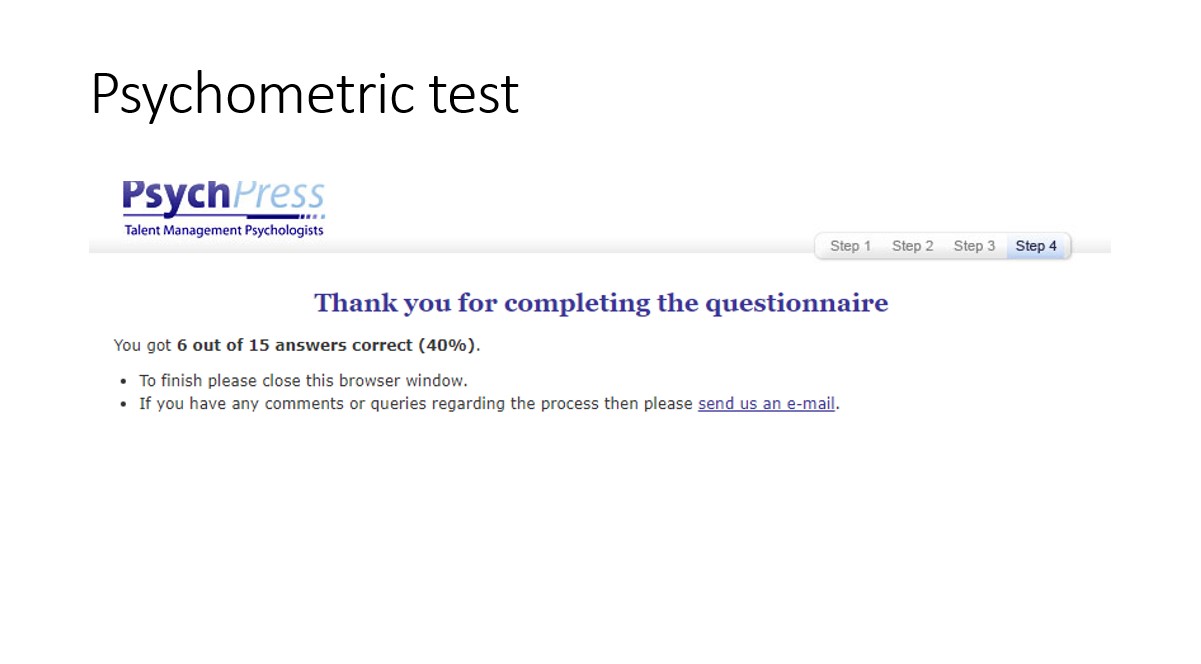 Psychometric test
PsychPress
Talent Management Psychologists
Step 1 Step 2 Step 3 Step 4
Thank you for completing the questionnaire
You got 6 out of 15 answers correct (40%).
• To finish please close this browser window.
• If you have any comments or queries regarding the process then please send us an e-mail.